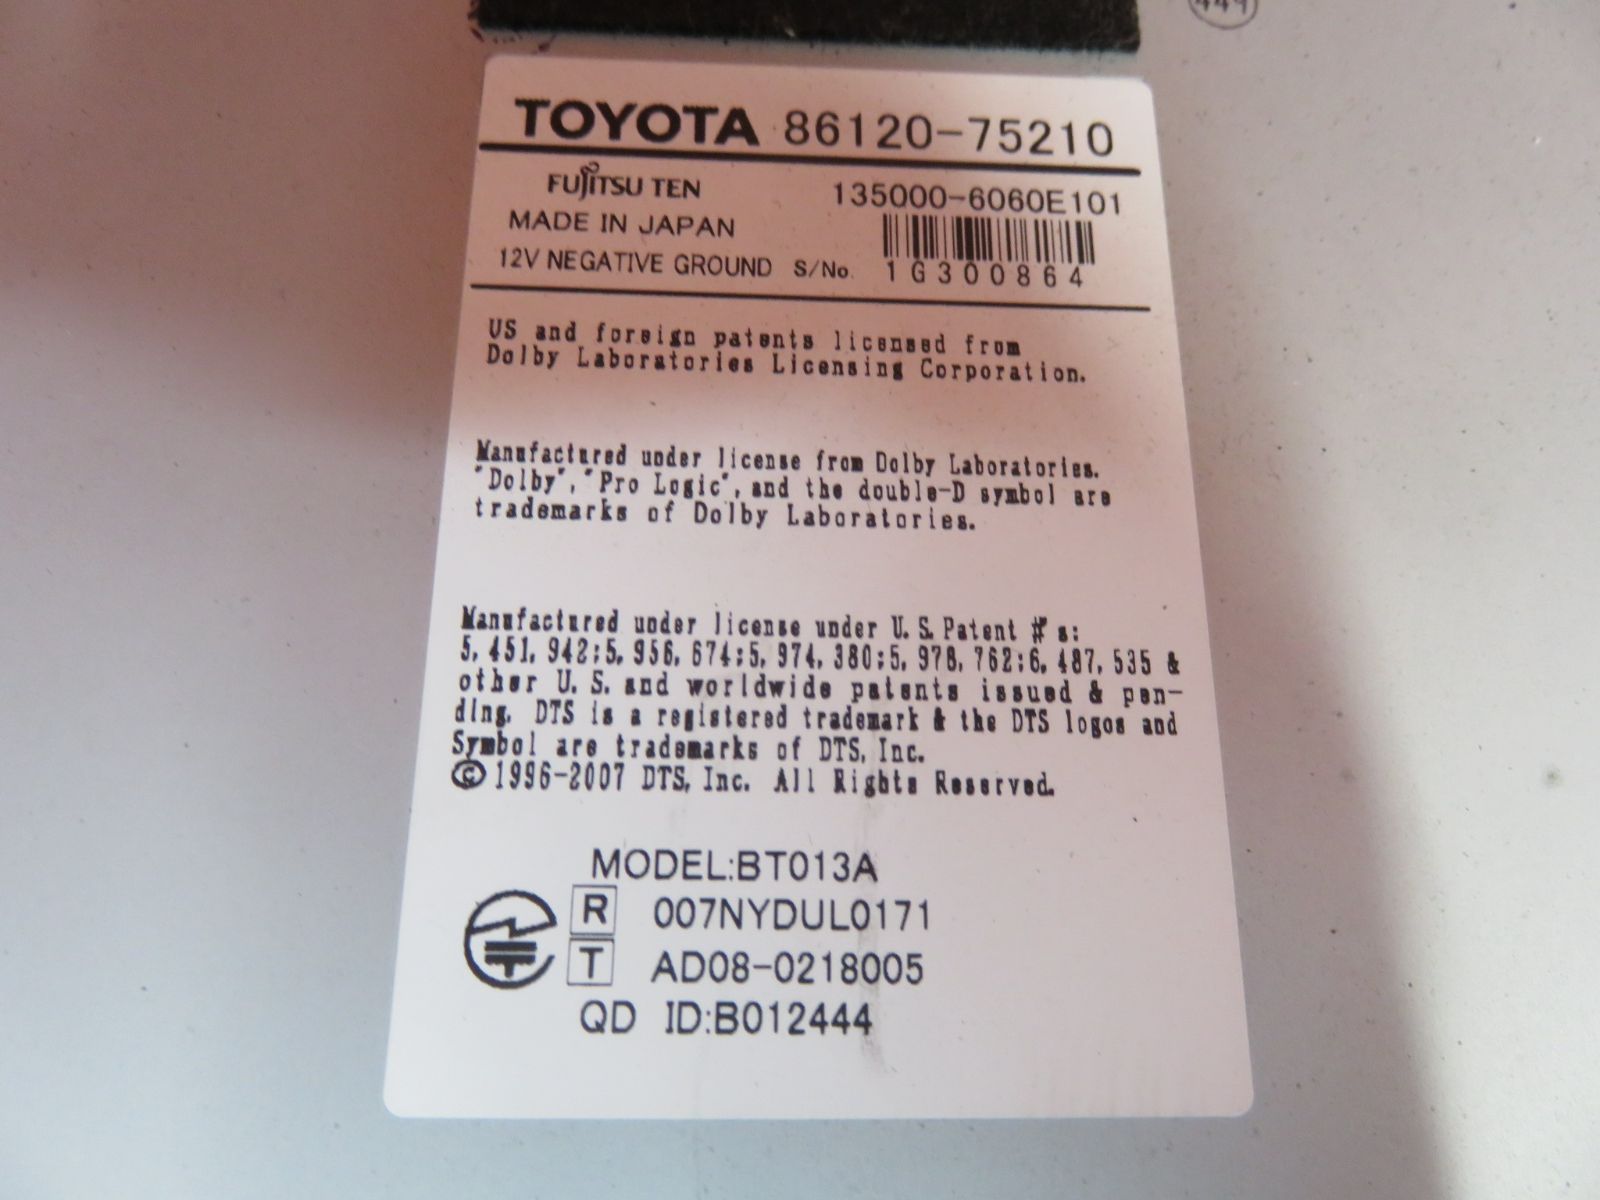 449
TOYOTA 86120-75210
FUJITSU TEN 135000-6060E101
MADE IN JAPAN
12V NEGATIVE GROUND S/No. 1G300864
US and foreign patents licensed from
Dolby Laboratories Licensing Corporation.
Manufactured under license from Dolby Laboratories.
"Dolby", "Pro Logic", and the double-D symbol are
trademarks of Dolby Laboratories.
Manufactured under license under U.S. Patent #'s:
5,451,942;5,956,674;5,974,380;5,978,762;6,487,535 &
other U.S. and worldwide patents issued & pen-
ding. DTS is a registered trademark & the DTS logos and
Symbol are trademarks of DTS, Inc.
© 1996-2007 DTS, Inc. All Rights Reserved.
MODEL:BT013A
R 007NYDUL0171
T AD08-0218005
QD ID:B012444